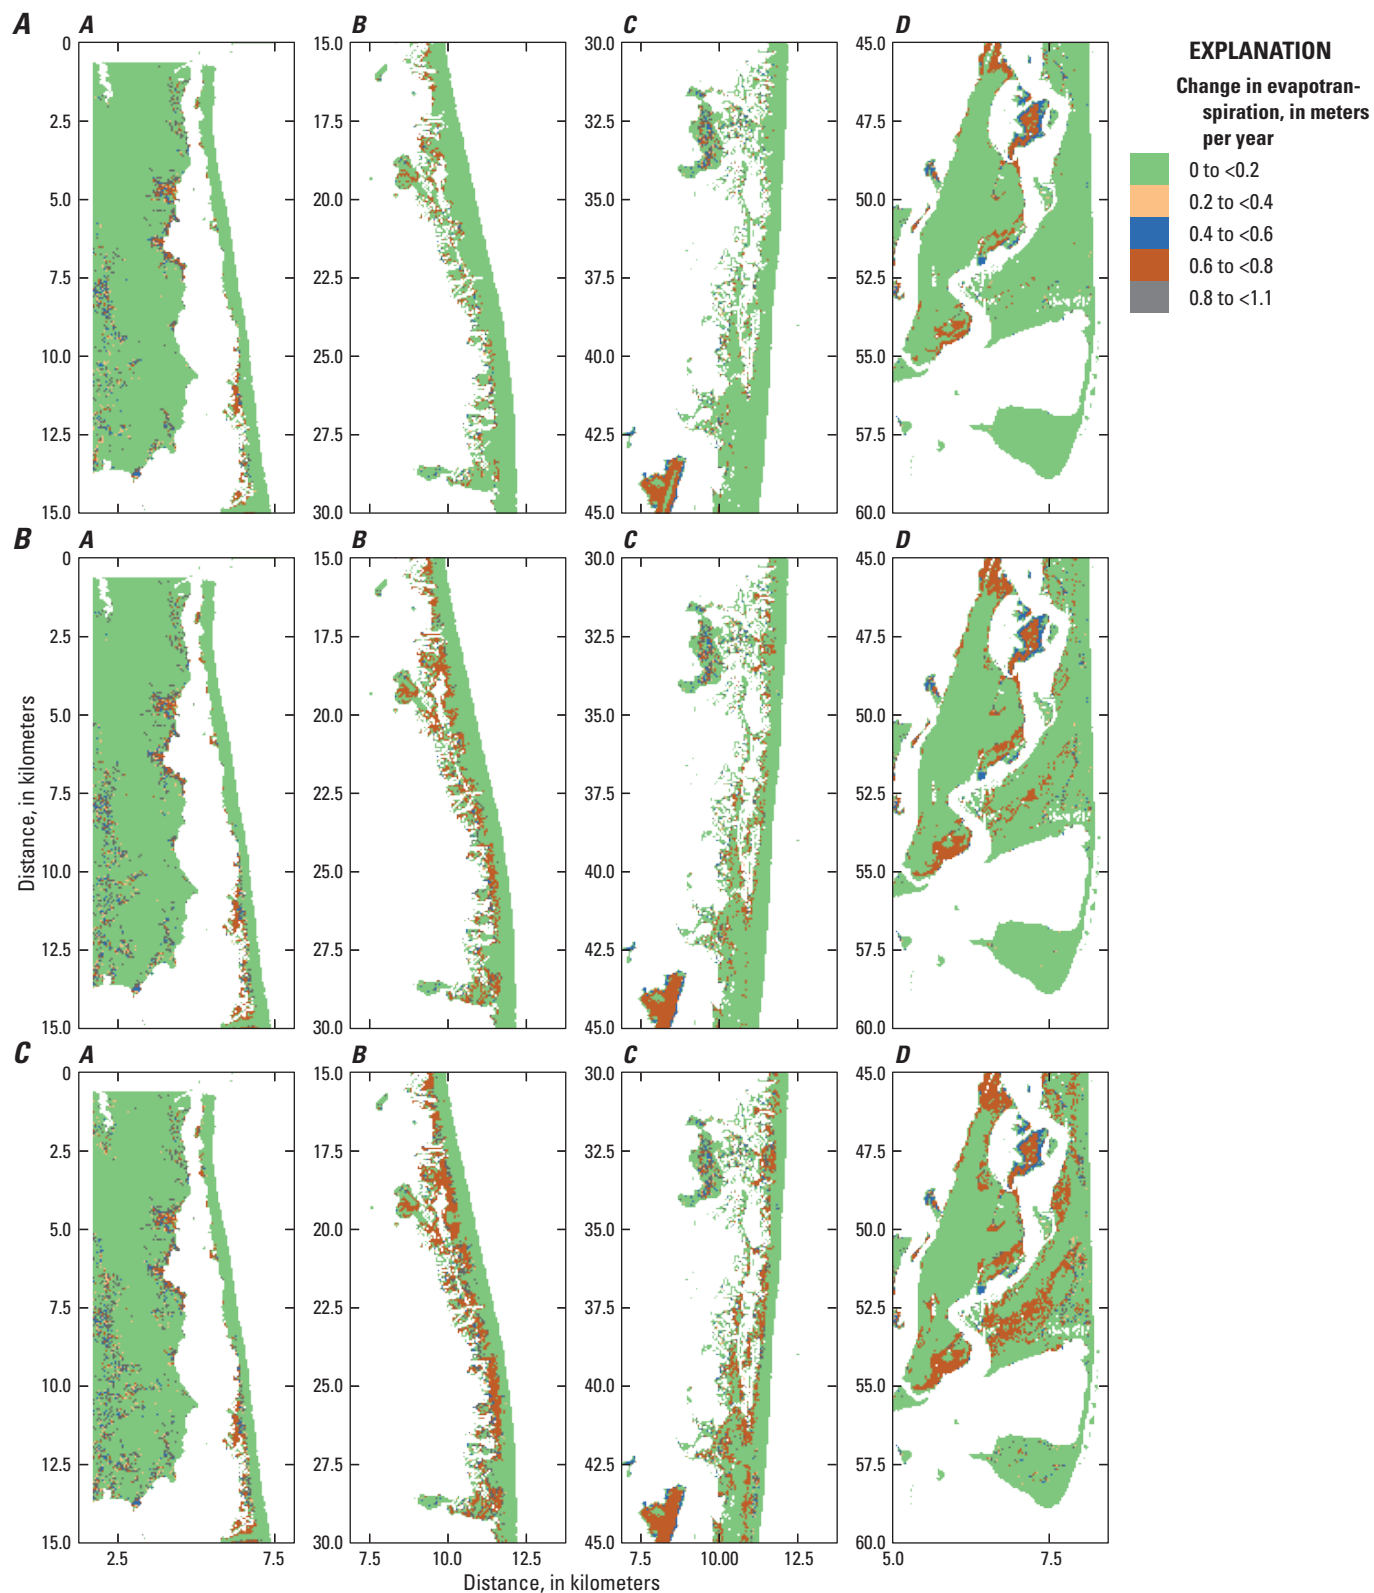 A
A B C D
0 15.0 30.0 45.0
2.5 17.5 32.5 47.5
5.0 20.0 35.0 50.0
7.5 22.5 37.5 52.5
10.0 25.0 40.0 55.0
12.5 27.5 42.5 57.5
15.0 30.0 45.0 60.0
EXPLANATION
Change in evapotran-
spiration, in meters
per year
0 to <0.2
0.2 to <0.4
0.4 to <0.6
0.6 to <0.8
0.8 to <1.1
B
A B C D
0 15.0 30.0 45.0
2.5 17.5 32.5 47.5
5.0 20.0 35.0 50.0
7.5 22.5 37.5 52.5
10.0 25.0 40.0 55.0
12.5 27.5 42.5 57.5
15.0 30.0 45.0 60.0
Distance, in kilometers
C
A B C D
0 15.0 30.0 45.0
2.5 17.5 32.5 47.5
5.0 20.0 35.0 50.0
7.5 22.5 37.5 52.5
10.0 25.0 40.0 55.0
12.5 27.5 42.5 57.5
15.0 30.0 45.0 60.0
2.5 7.5 7.5 10.0 12.5 7.5 10.00 12.5 5.0 7.5
Distance, in kilometers